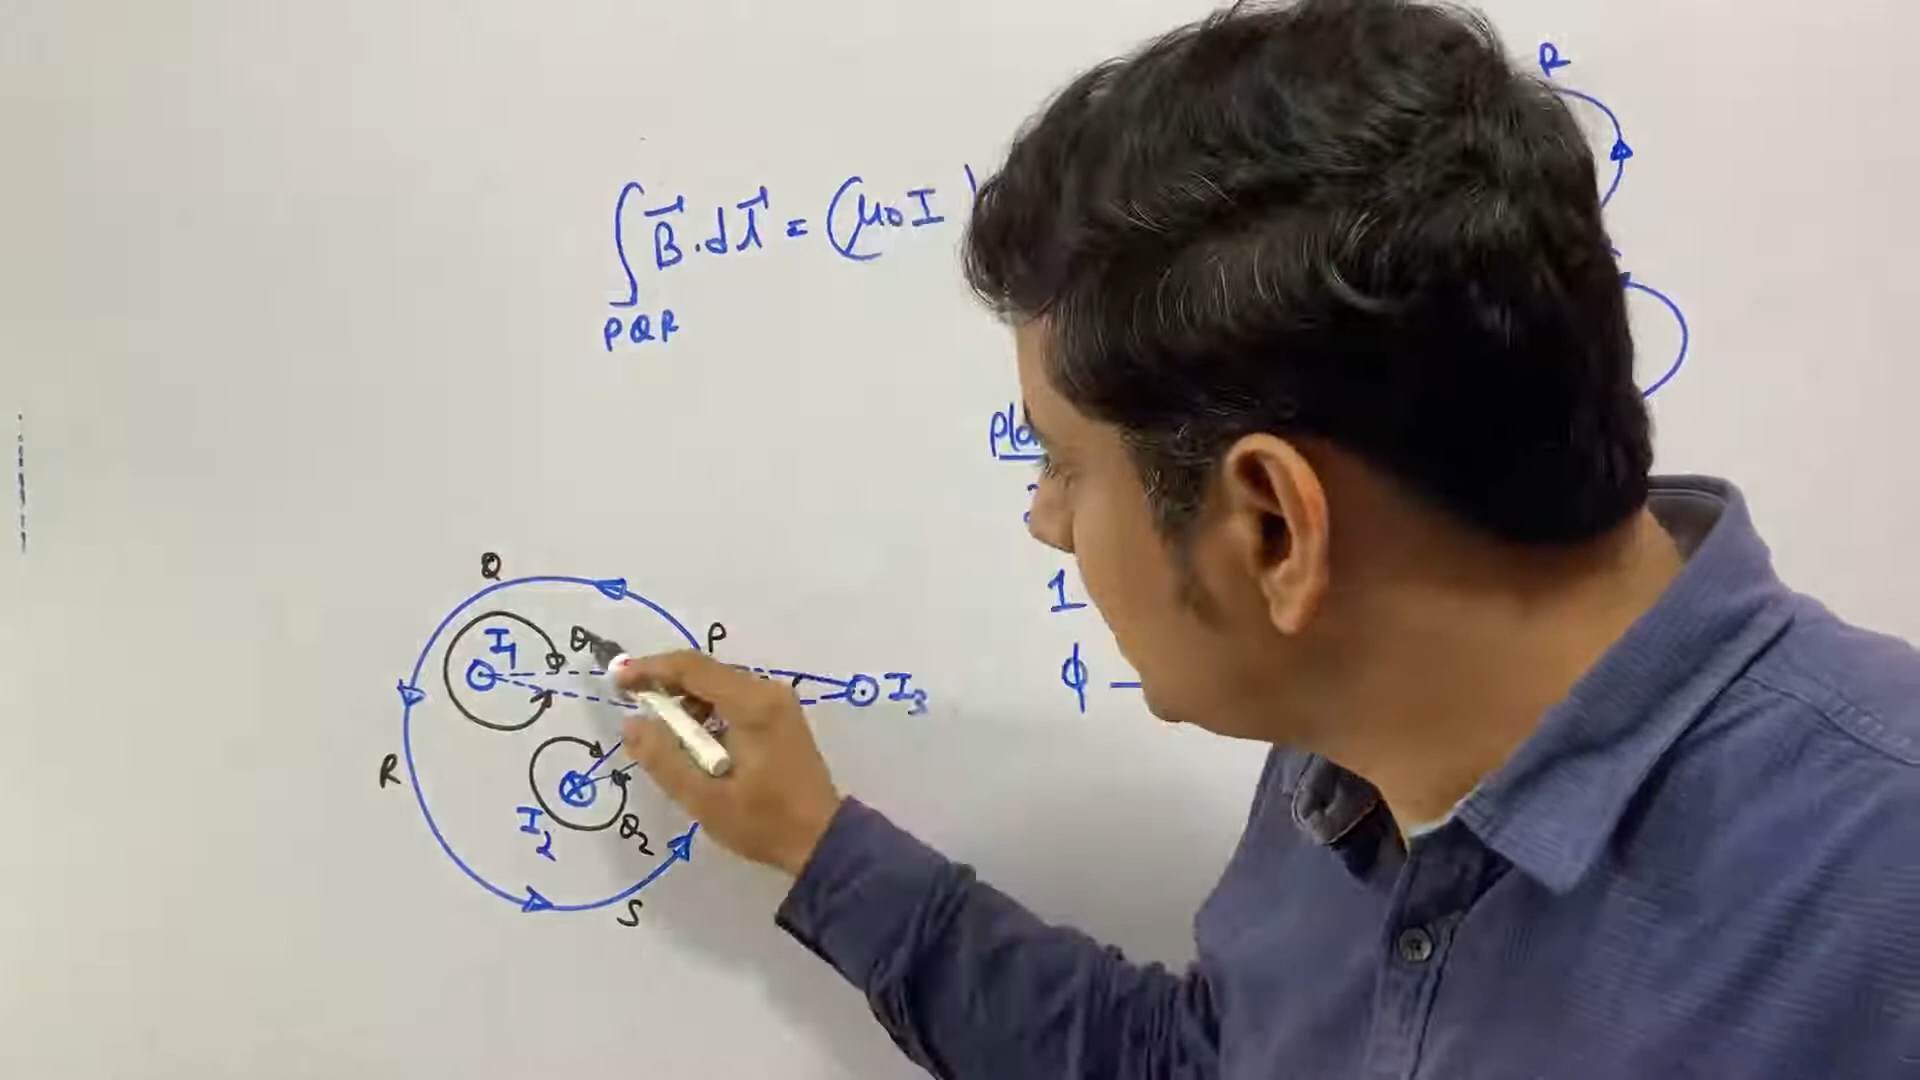 R
∫ B⃗.dl⃗ = (μ₀I
PQR
Q
P
I₁
θ₁
I₃
R
I₂
θ₂
S
1
ϕ —